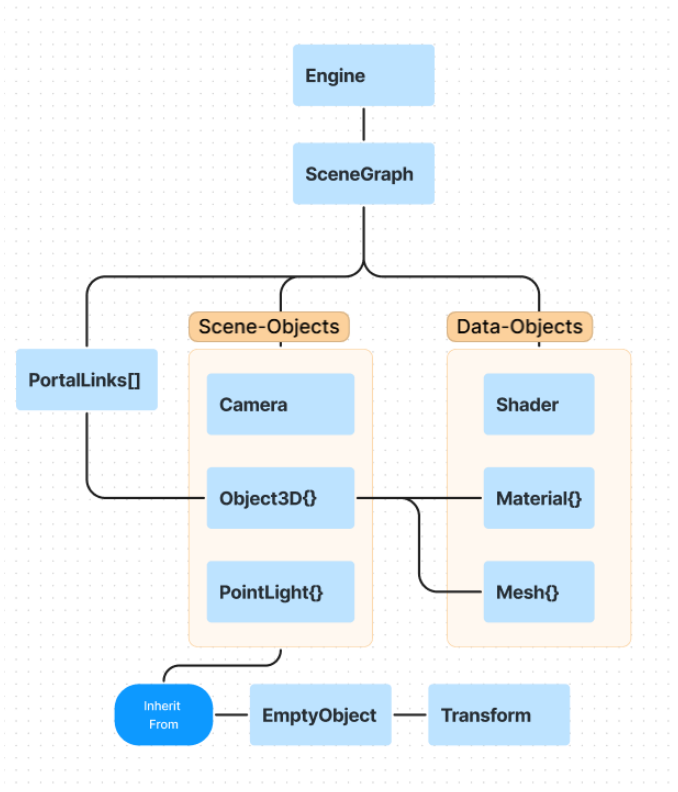 Engine
SceneGraph
Scene-Objects
Data-Objects
PortalLinks[]
Camera
Shader
Object3D{}
Material{}
PointLight{}
Mesh{}
Inherit
From
EmptyObject
Transform